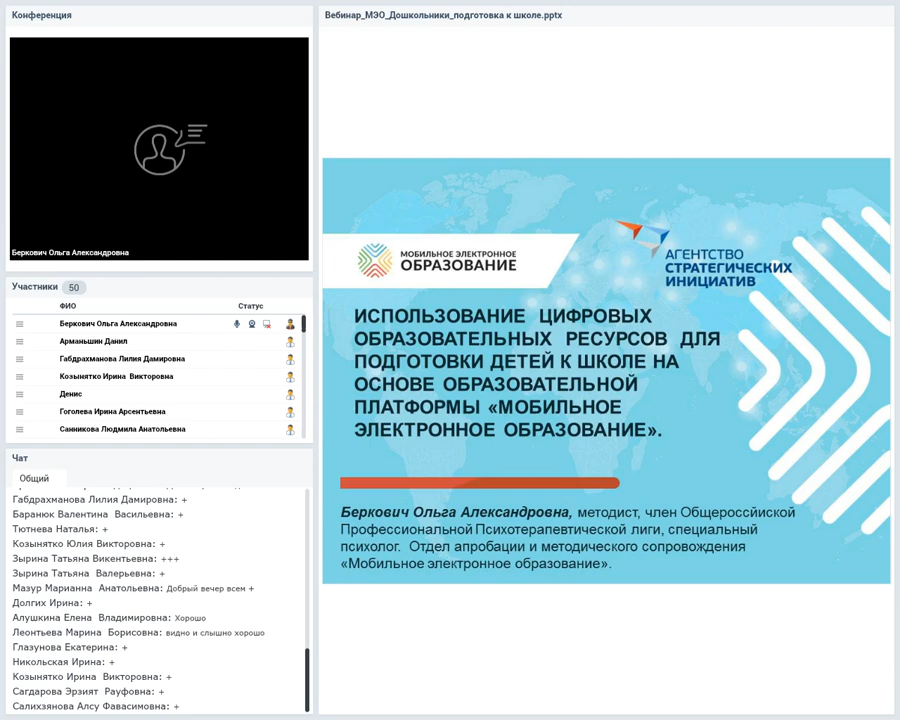 Конференция
Беркович Ольга Александровна
Участники 50
ФИО Статус
Беркович Ольга Александровна
Арманьшин Данил
Габдрахманова Лилия Дамировна
Козынятко Ирина Викторовна
Денис
Гоголева Ирина Арсентьевна
Санникова Людмила Анатольевна
Чат
Общий
Габдрахманова Лилия Дамировна: +
Баранюк Валентина Васильевна: +
Тютнева Наталья: +
Козынятко Юлия Викторовна: +
Зырина Татьяна Викентьевна: +++
Зырина Татьяна Валерьевна: +
Мазур Марианна Анатольевна: Добрый вечер всем +
Долгих Ирина: +
Алушкина Елена Владимировна: Хорошо
Леонтьева Марина Борисовна: видно и слышно хорошо
Глазунова Екатерина: +
Никольская Ирина: +
Козынятко Ирина Викторовна: +
Сагдарова Эрзият Рауфовна: +
Салихзянова Алсу Фавасимовна: +
Вебинар_МЭО_Дошкольники_подготовка к школе.pptx
МОБИЛЬНОЕ ЭЛЕКТРОННОЕ
ОБРАЗОВАНИЕ
АГЕНТСТВО
СТРАТЕГИЧЕСКИХ
ИНИЦИАТИВ
ИСПОЛЬЗОВАНИЕ ЦИФРОВЫХ
ОБРАЗОВАТЕЛЬНЫХ РЕСУРСОВ ДЛЯ
ПОДГОТОВКИ ДЕТЕЙ К ШКОЛЕ НА
ОСНОВЕ ОБРАЗОВАТЕЛЬНОЙ
ПЛАТФОРМЫ «МОБИЛЬНОЕ
ЭЛЕКТРОННОЕ ОБРАЗОВАНИЕ».
Беркович Ольга Александровна, методист, член Общероссйиской
Профессиональной Психотерапевтической лиги, специальный
психолог. Отдел апробации и методического сопровождения
«Мобильное электронное образование».